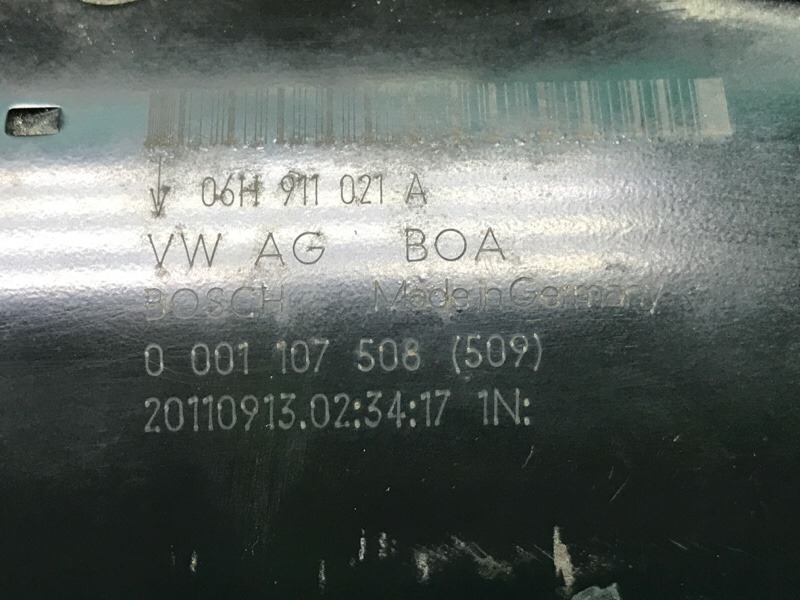 ↓ 06H 911 021 A
VW AG BOA
BOSCH Made in Germany
0 001 107 508 (509)
20110913.02:34:17 1N: